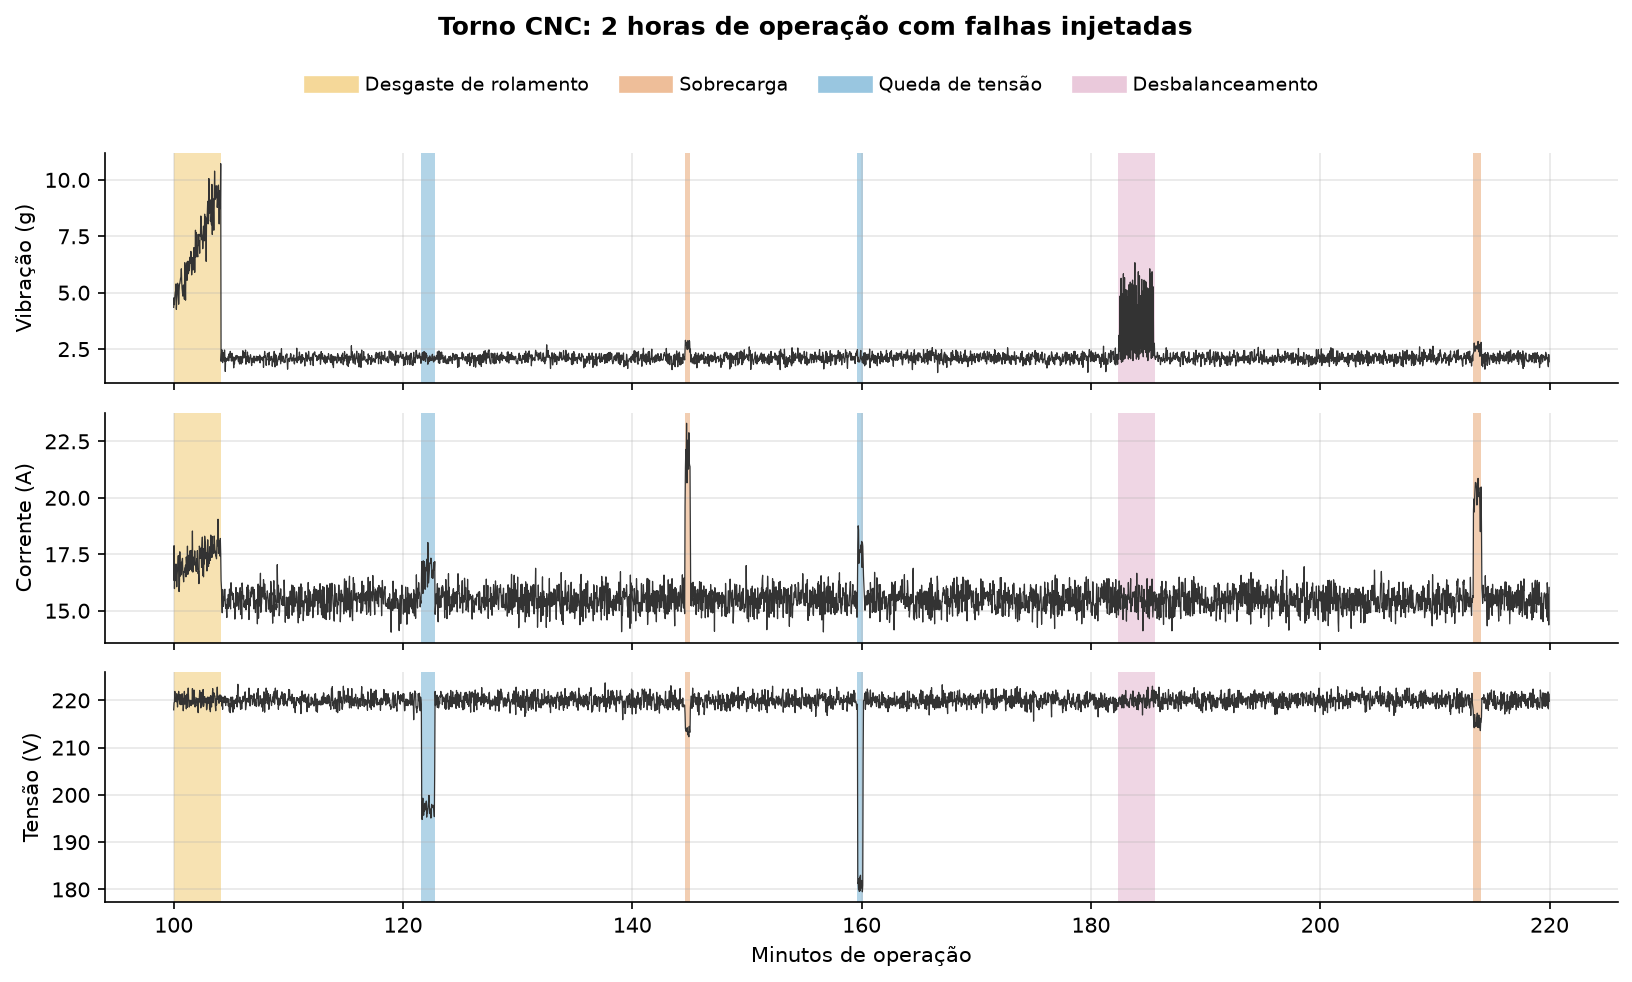 Torno CNC: 2 horas de operação com falhas injetadas
Desgaste de rolamento Sobrecarga Queda de tensão Desbalanceamento
Vibração (g)
10.0
7.5
5.0
2.5
Corrente (A)
22.5
20.0
17.5
15.0
Tensão (V)
220
210
200
190
180
100 120 140 160 180 200 220
Minutos de operação